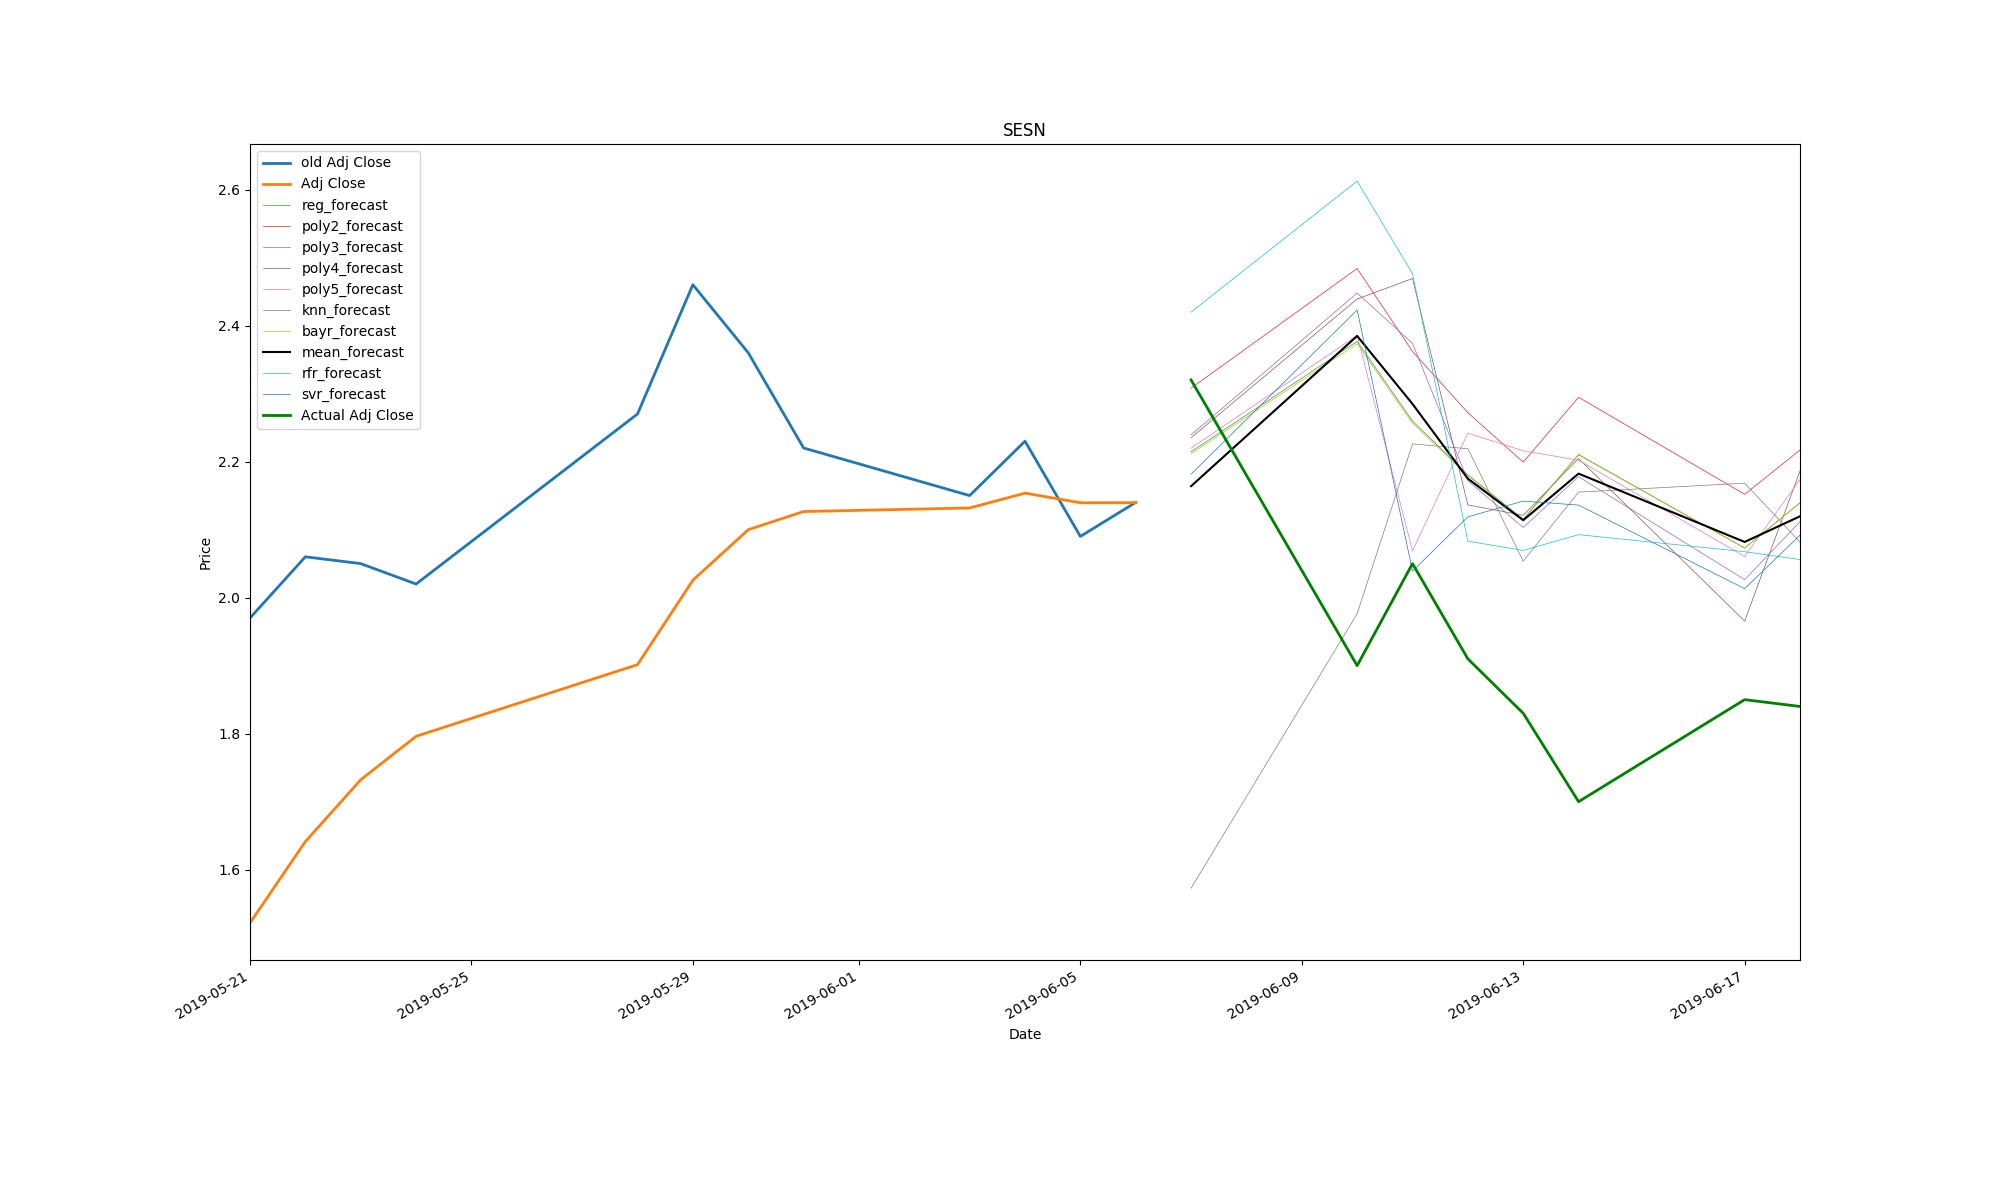 SESN
old Adj Close
Adj Close
reg_forecast
poly2_forecast
poly3_forecast
poly4_forecast
poly5_forecast
knn_forecast
bayr_forecast
mean_forecast
rfr_forecast
svr_forecast
Actual Adj Close
2.6
2.4
2.2
2.0
1.8
1.6
Price
2019-05-21
2019-05-25
2019-05-29
2019-06-01
2019-06-05
2019-06-09
2019-06-13
2019-06-17
Date